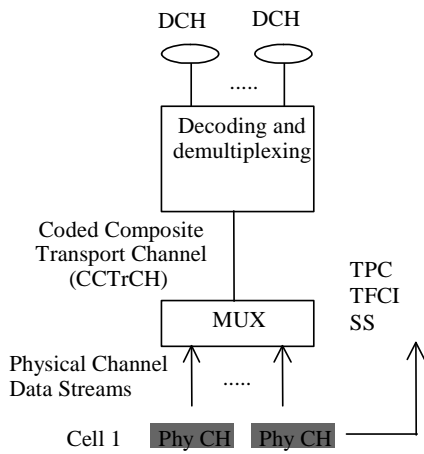 DCH DCH
.....
Decoding and
demultiplexing
Coded Composite
Transport Channel
(CCTrCH)
TPC
TFCI
SS
MUX
Physical Channel
Data Streams
.....
Cell 1 Phy CH Phy CH